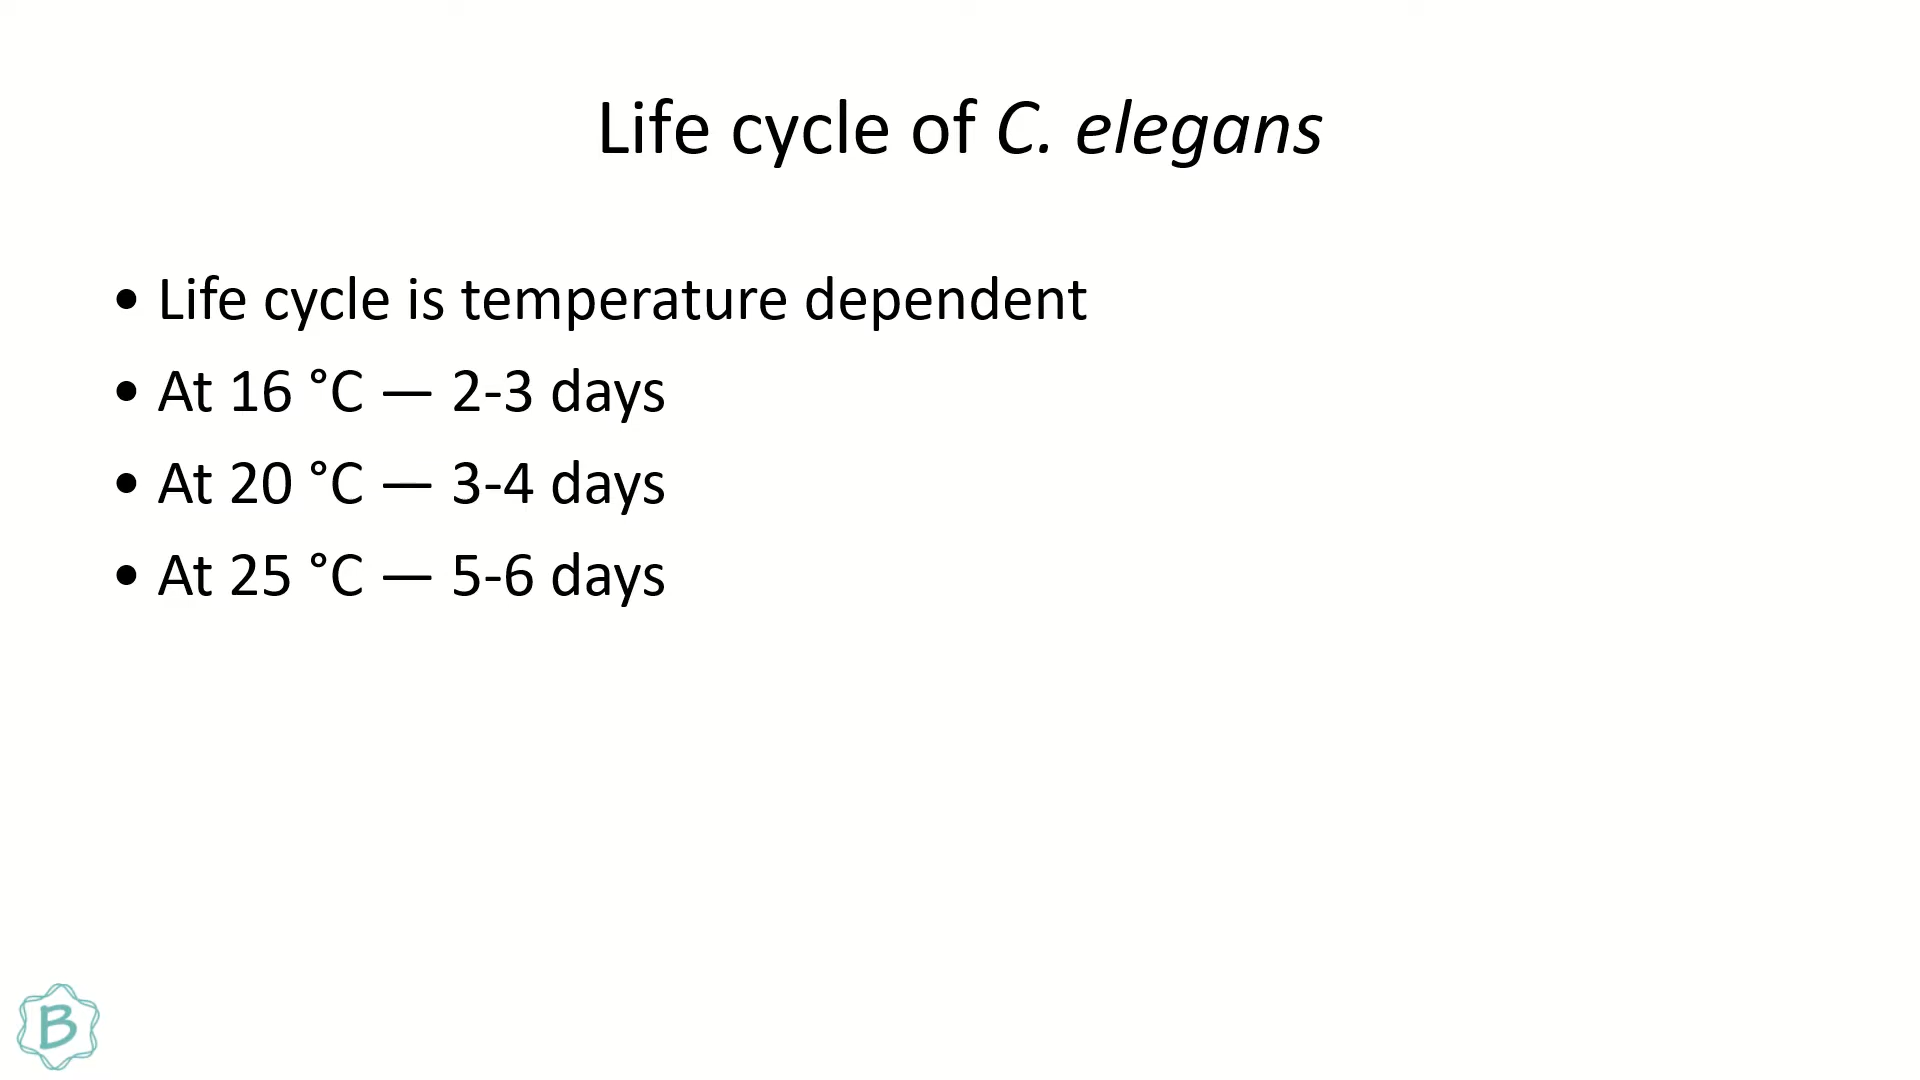 Life cycle of C. elegans
• Life cycle is temperature dependent
• At 16 °C — 2-3 days
• At 20 °C — 3-4 days
• At 25 °C — 5-6 days
B